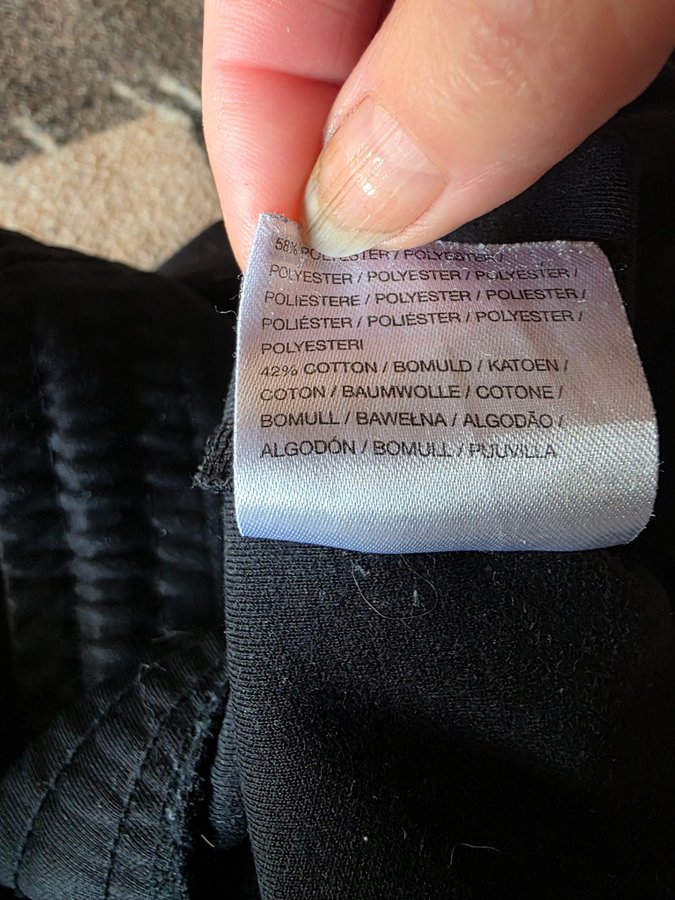 58% POLYESTER / POLYESTER /
POLYESTER / POLYESTER / POLYESTER /
POLIESTERE / POLYESTER / POLIESTER /
POLIÉSTER / POLIÉSTER / POLYESTER /
POLYESTERI
42% COTTON / BOMULD / KATOEN /
COTON / BAUMWOLLE / COTONE /
BOMULL / BAWEŁNA / ALGODÃO /
ALGODÓN / BOMULL / PUUVILLA